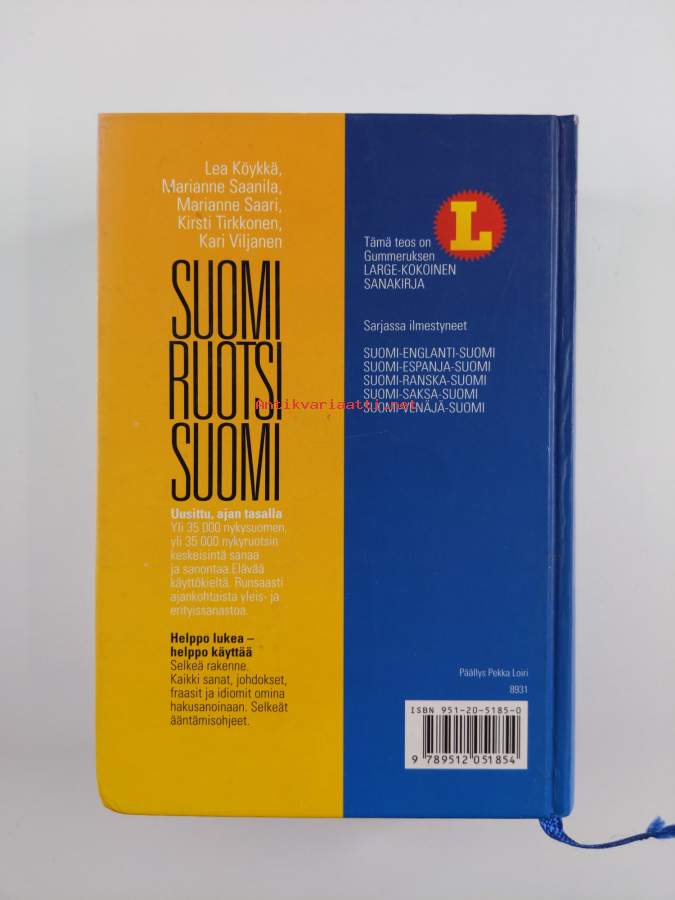 Lea Köykkä,
Marianne Saanila,
Marianne Saari,
Kirsti Tirkkonen,
Kari Viljanen
SUOMI
RUOTSI
SUOMI
Uusittu, ajan tasalla
Yli 35 000 nykysuomen,
yli 35 000 nykyruotsin
keskeisintä sanaa
ja sanontaa.Elävää
käyttökieltä. Runsaasti
ajankohtaista yleis- ja
erityissanastoa.
Helppo lukea –
helppo käyttää
Selkeä rakenne.
Kaikki sanat, johdokset,
fraasit ja idiomit omina
hakusanoinaan. Selkeät
ääntämisohjeet.
L
Tämä teos on
Gummeruksen
LARGE-KOKOINEN
SANAKIRJA
Sarjassa ilmestyneet
SUOMI-ENGLANTI-SUOMI
SUOMI-ESPANJA-SUOMI
SUOMI-RANSKA-SUOMI
SUOMI-SAKSA-SUOMI
SUOMI-VENÄJÄ-SUOMI
Antikvariaatti.net
Päällys Pekka Loiri
8931
ISBN 951-20-5185-0
9 789512 051854